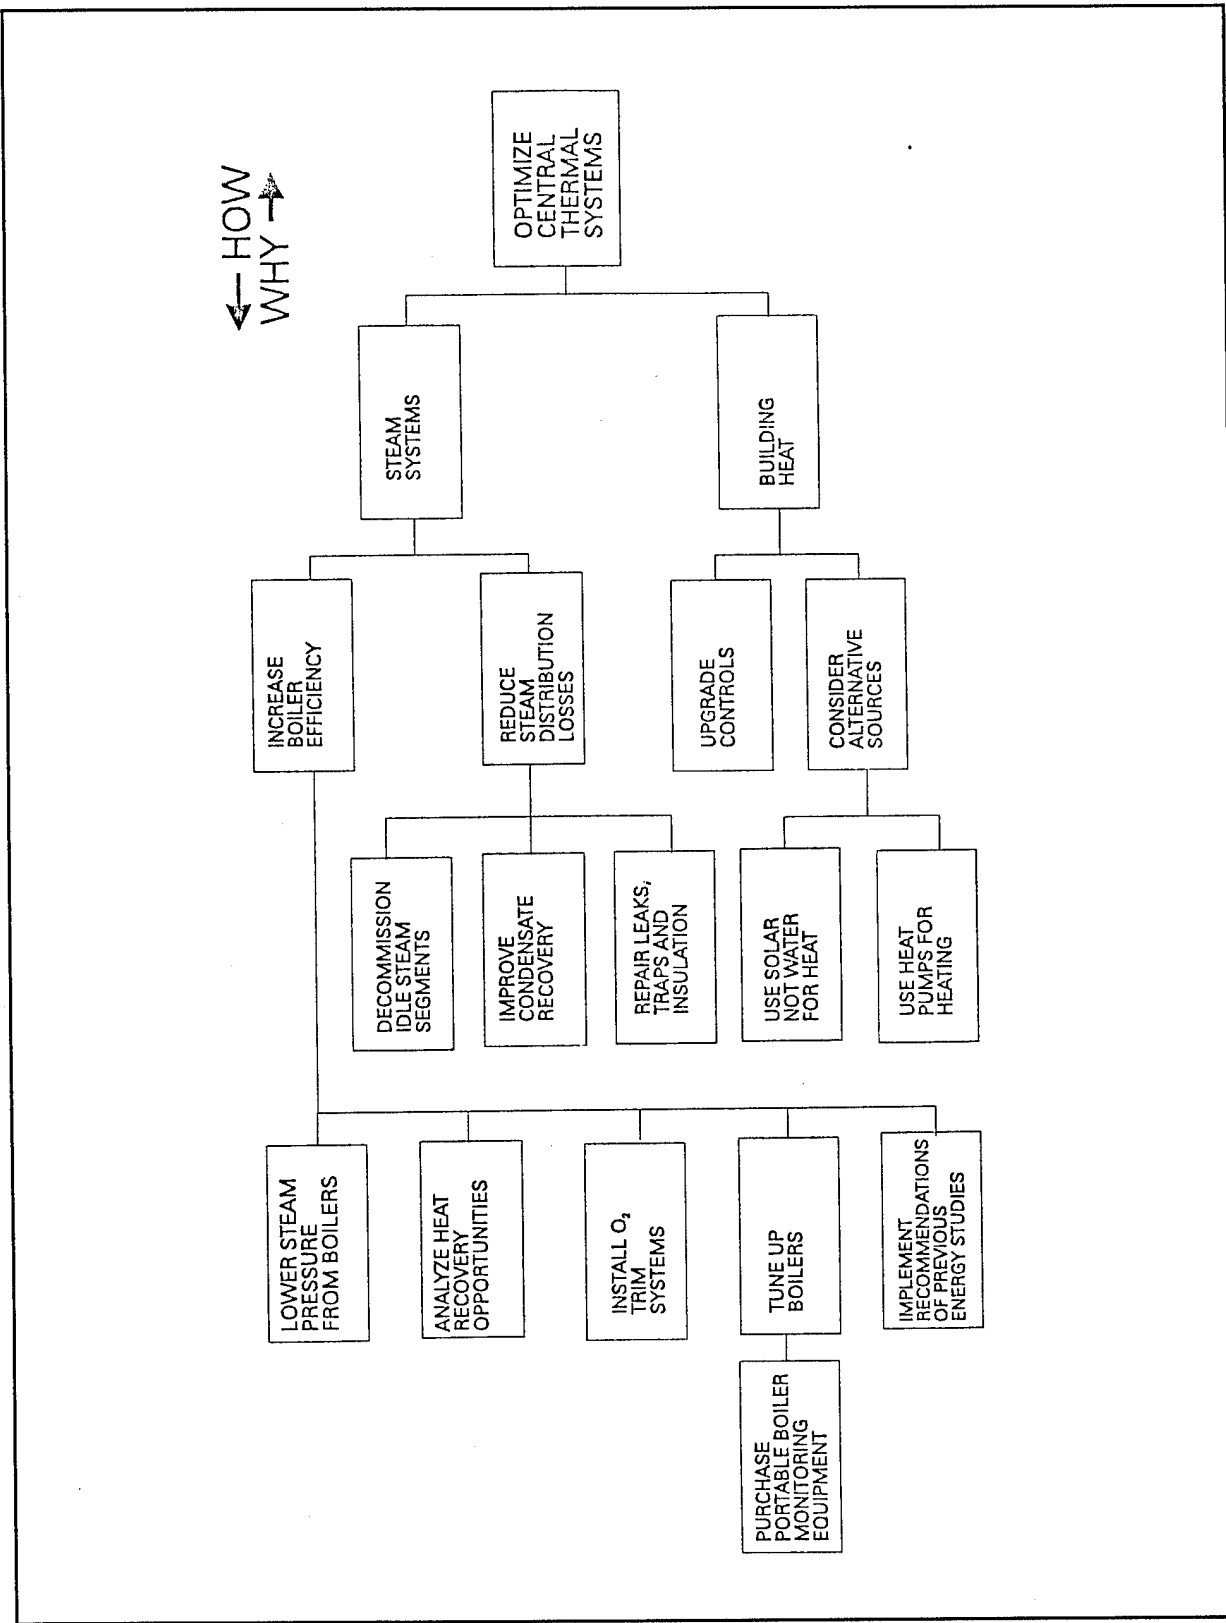 ← HOW
WHY →
OPTIMIZE
CENTRAL
THERMAL
SYSTEMS
STEAM
SYSTEMS
BUILDING
HEAT
INCREASE
BOILER
EFFICIENCY
REDUCE
STEAM
DISTRIBUTION
LOSSES
UPGRADE
CONTROLS
CONSIDER
ALTERNATIVE
SOURCES
DECOMMISSION
IDLE STEAM
SEGMENTS
IMPROVE
CONDENSATE
RECOVERY
REPAIR LEAKS,
TRAPS AND
INSULATION
USE SOLAR
NOT WATER
FOR HEAT
USE HEAT
PUMPS FOR
HEATING
LOWER STEAM
PRESSURE
FROM BOILERS
ANALYZE HEAT
RECOVERY
OPPORTUNITIES
INSTALL O₂
TRIM
SYSTEMS
TUNE UP
BOILERS
IMPLEMENT
RECOMMENDATIONS
OF PREVIOUS
ENERGY STUDIES
PURCHASE
PORTABLE BOILER
MONITORING
EQUIPMENT